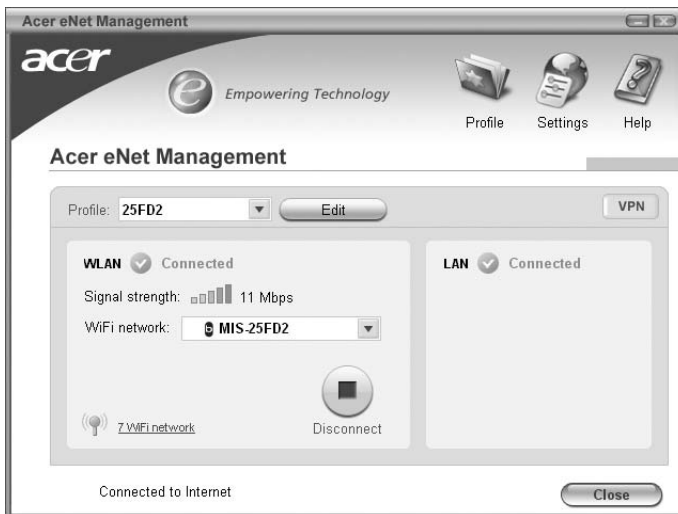 Acer eNet Management
acer
e Empowering Technology
Profile Settings Help
Acer eNet Management
Profile: 25FD2 Edit VPN
WLAN Connected
LAN Connected
Signal strength: 11 Mbps
WiFi network: b MIS-25FD2
7 WiFi network
Disconnect
Connected to Internet
Close